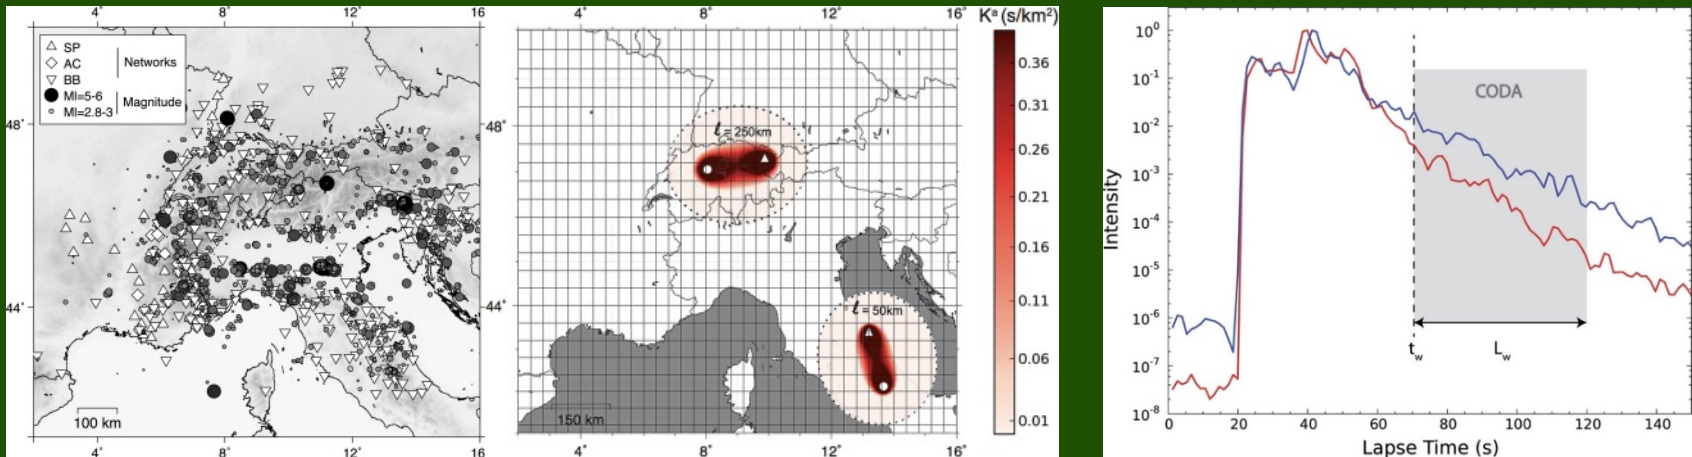 4° 8° 12° 16
SP
AC
BB
Networks
Ml=5-6
Ml=2.8-3
Magnitude
48°
44°
100 km
4° 8° 12° 16
4° 8° 12° 16°
48°
44°
ℓ = 250km
ℓ = 50km
150 km
4° 8° 12° 16°
Kᵃ (s/km²)
0.36
0.31
0.26
0.21
0.16
0.11
0.06
0.01
10⁰
10⁻¹
10⁻²
10⁻³
10⁻⁴
10⁻⁵
10⁻⁶
10⁻⁷
10⁻⁸
Intensity
CODA
t_w
L_w
0 20 40 60 80 100 120 140
Lapse Time (s)